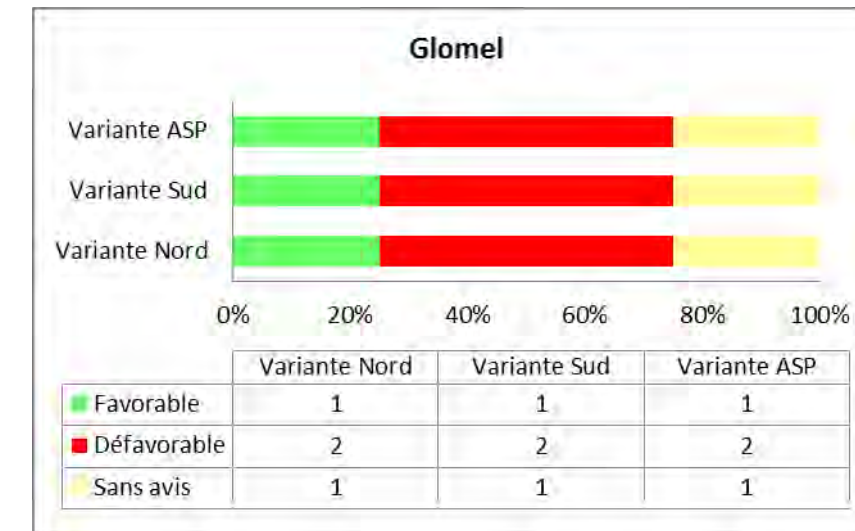 Glomel
Variante ASP
Variante Sud
Variante Nord
0% 20% 40% 60% 80% 100%
Variante Nord Variante Sud Variante ASP
Favorable 1 1 1
Défavorable 2 2 2
Sans avis 1 1 1